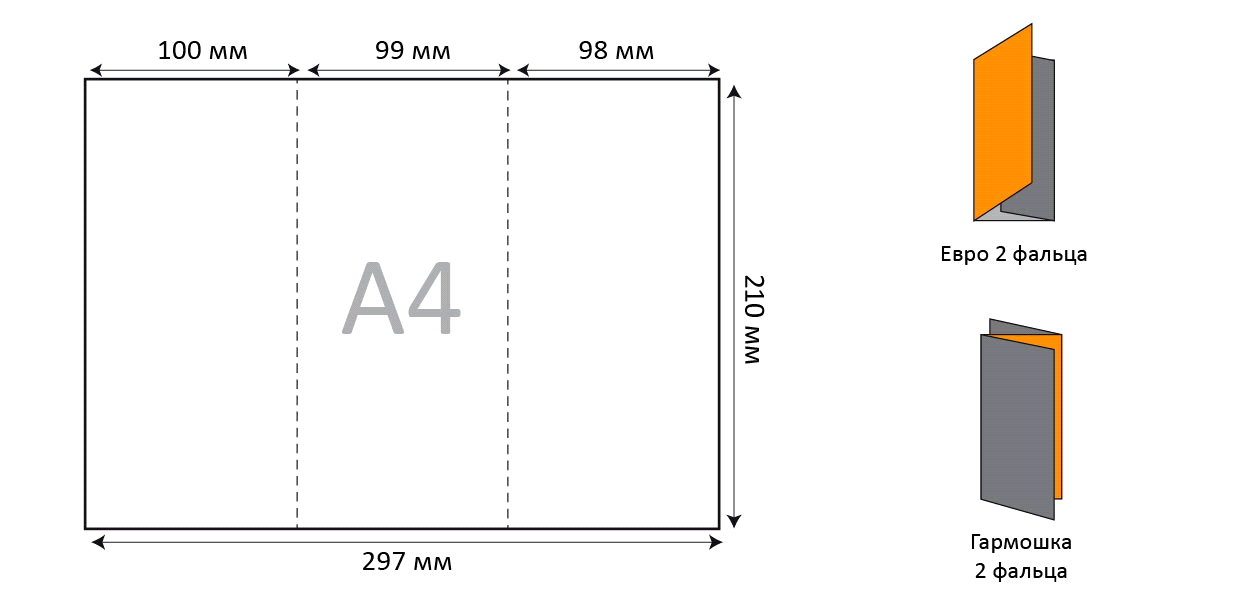 100 мм
99 мм
98 мм
A4
210 мм
297 мм
Евро 2 фальца
Гармошка
2 фальца